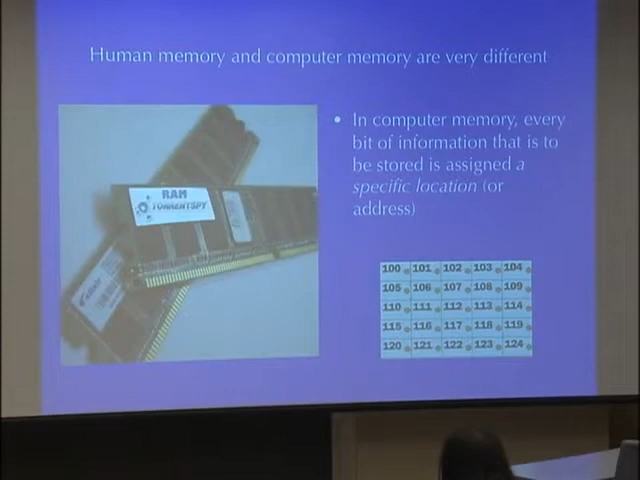 Human memory and computer memory are very different
RAM
TORRENTSPY
• In computer memory, every
bit of information that is to
be stored is assigned a
specific location (or
address)
100 101 102 103 104
105 106 107 108 109
110 111 112 113 114
115 116 117 118 119
120 121 122 123 124